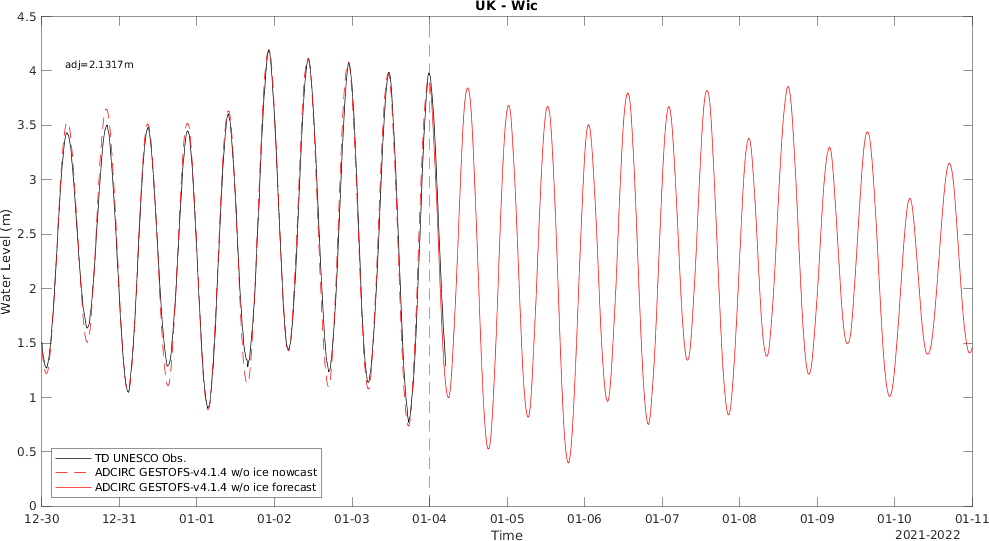 UK - Wic
adj=2.1317m
Water Level (m)
4.5
4
3.5
3
2.5
2
1.5
1
0.5
0
TD UNESCO Obs.
ADCIRC GESTOFS-v4.1.4 w/o ice nowcast
ADCIRC GESTOFS-v4.1.4 w/o ice forecast
12-30 12-31 01-01 01-02 01-03 01-04 01-05 01-06 01-07 01-08 01-09 01-10 01-11
Time
2021-2022